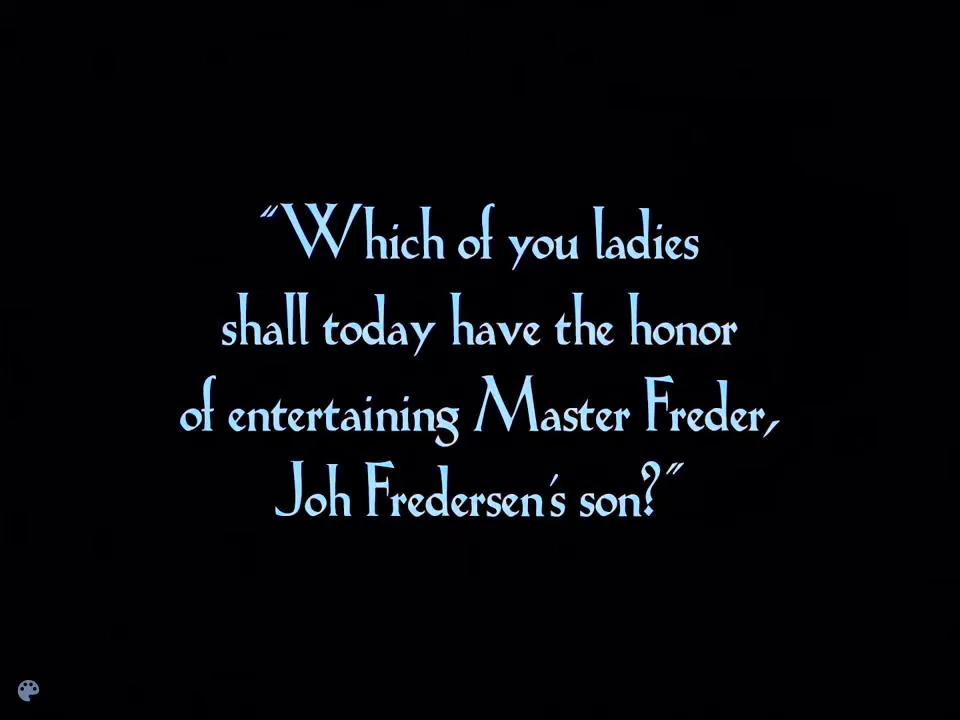 “Which of you ladies
shall today have the honor
of entertaining Master Freder,
Joh Fredersen's son?”